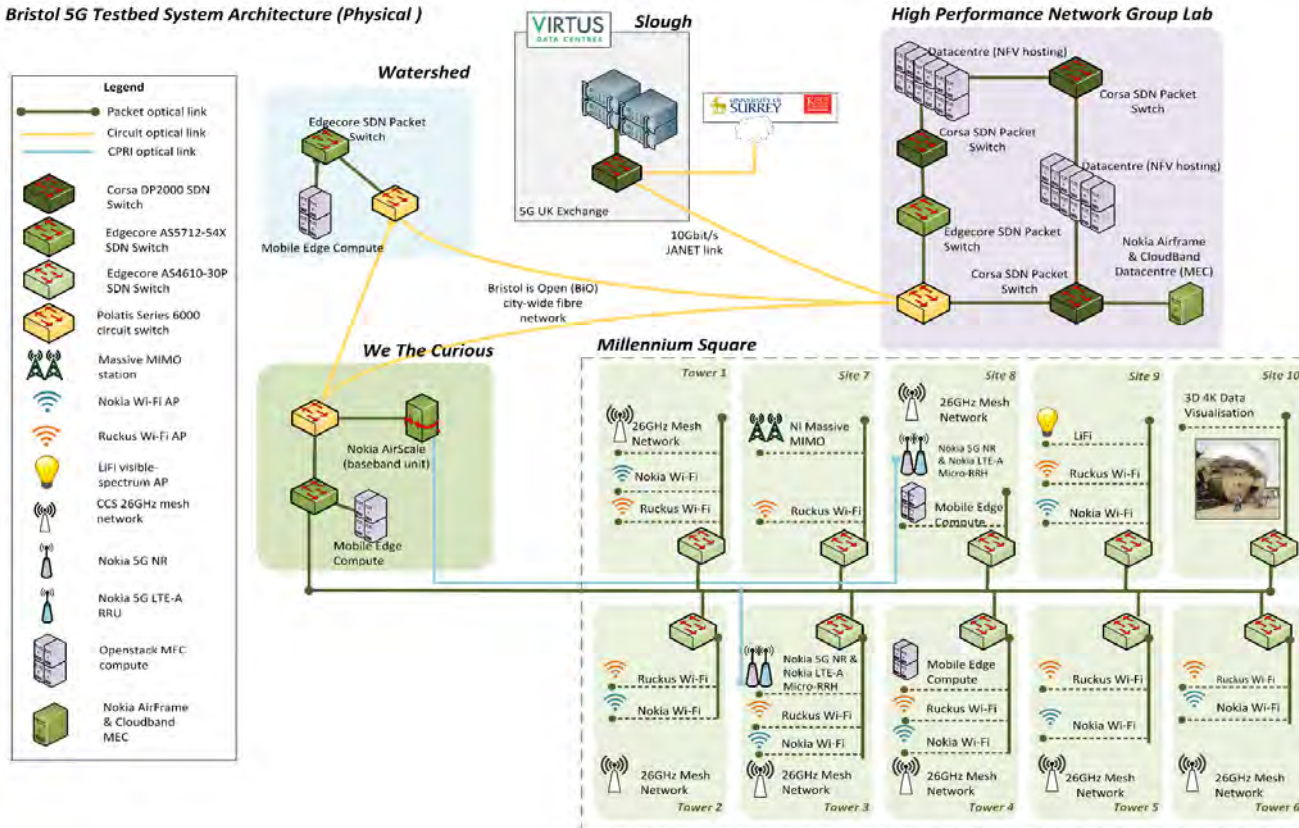 Bristol 5G Testbed System Architecture (Physical )
Legend
Packet optical link
Circuit optical link
CPRI optical link
Corsa DP2000 SDN
Switch
Edgecore AS5712-54X
SDN Switch
Edgecore AS4610-30P
SDN Switch
Polatis Series 6000
circuit switch
Massive MIMO
station
Nokia Wi-Fi AP
Ruckus Wi-Fi AP
LiFi visible-
spectrum AP
CCS 26GHz mesh
network
Nokia 5G NR
Nokia 5G LTE-A
RRU
Openstack MEC
compute
Nokia AirFrame
& Cloudband
MEC
Watershed
Edgecore SDN Packet
Switch
Mobile Edge Compute
VIRTUS
DATA CENTRES
Slough
5G UK Exchange
UNIVERSITY OF
SURREY
10Gbit/s
JANET link
Bristol is Open (BiO)
city-wide fibre
network
High Performance Network Group Lab
Datacentre (NFV hosting)
Corsa SDN Packet
Switch
Corsa SDN Packet
Switch
Datacentre (NFV hosting)
Edgecore SDN Packet
Switch
Nokia Airframe
& CloudBand
Datacentre (MEC)
Corsa SDN Packet
Switch
We The Curious
Nokia AirScale
(baseband unit)
Mobile Edge
Compute
Millennium Square
Tower 1
26GHz Mesh
Network
Nokia Wi-Fi
Ruckus Wi-Fi
Site 7
NI Massive
MIMO
Ruckus Wi-Fi
Site 8
26GHz Mesh
Network
Nokia 5G NR
& Nokia LTE-A
Micro-RRH
Mobile Edge
Compute
Site 9
LiFi
Ruckus Wi-Fi
Nokia Wi-Fi
Site 10
3D 4K Data
Visualisation
Ruckus Wi-Fi
Nokia Wi-Fi
26GHz Mesh
Network
Tower 2
Nokia 5G NR &
Nokia LTE-A
Micro-RRH
Ruckus Wi-Fi
Nokia Wi-Fi
26GHz Mesh
Network
Tower 3
Mobile Edge
Compute
Ruckus Wi-Fi
Nokia Wi-Fi
26GHz Mesh
Network
Tower 4
Ruckus Wi-Fi
Nokia Wi-Fi
26GHz Mesh
Network
Tower 5
Ruckus Wi-Fi
Nokia Wi-Fi
26GHz Mesh
Network
Tower 6